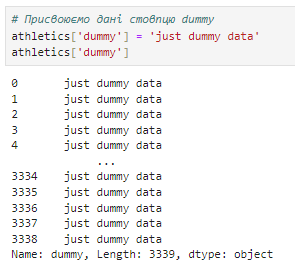 # Присвоюємо дані стовпцю dummy
athletics['dummy'] = 'just dummy data'
athletics['dummy']
0 just dummy data
1 just dummy data
2 just dummy data
3 just dummy data
4 just dummy data
...
3334 just dummy data
3335 just dummy data
3336 just dummy data
3337 just dummy data
3338 just dummy data
Name: dummy, Length: 3339, dtype: object